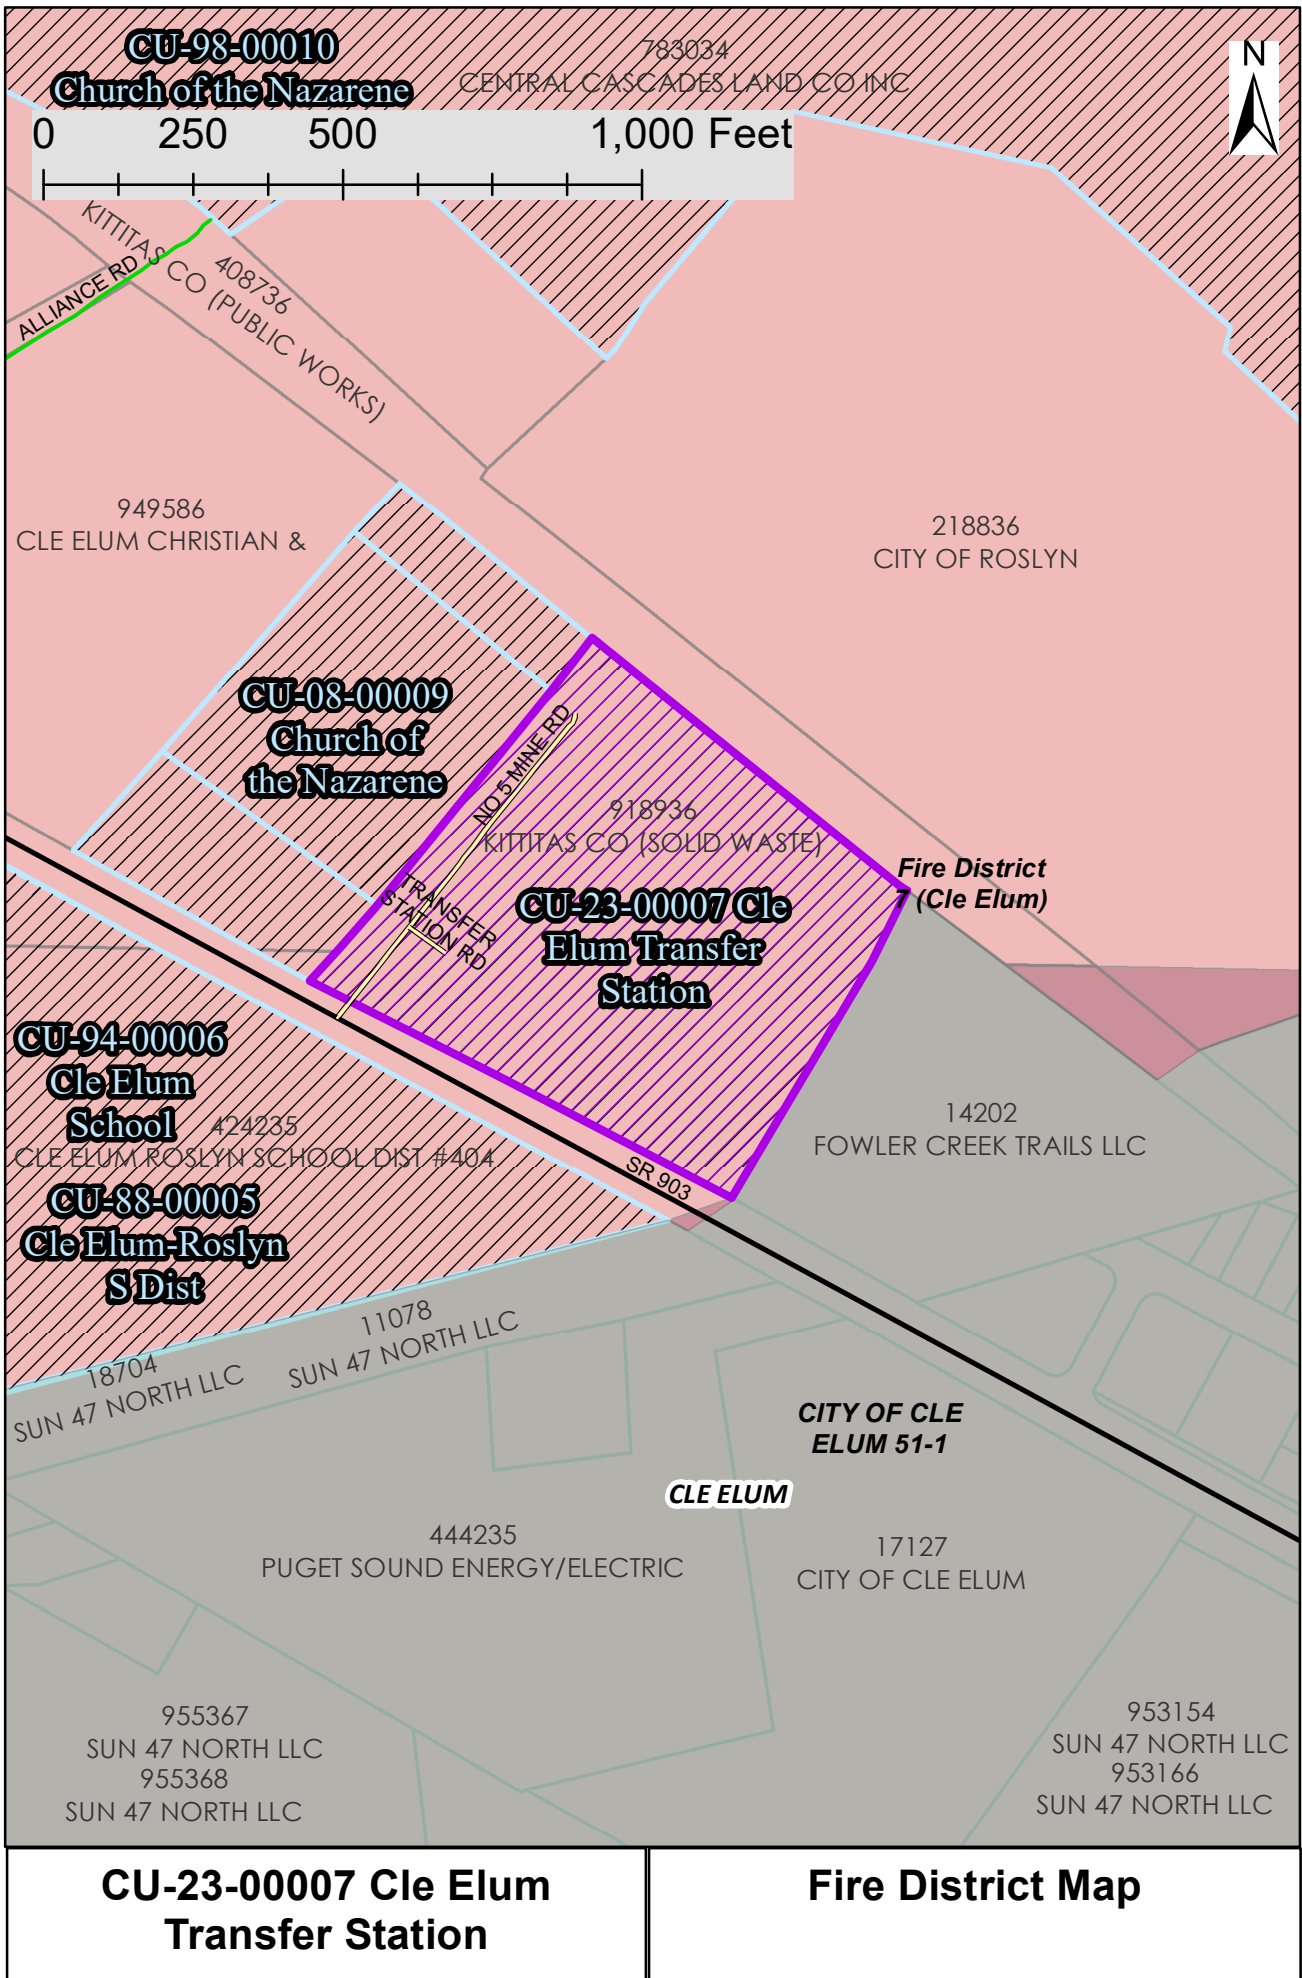 CU-98-00010
Church of the Nazarene
783034
CENTRAL CASCADES LAND CO INC
N
0 250 500 1,000 Feet
KITTITAS CO (PUBLIC WORKS)
408736
ALLIANCE RD
949586
CLE ELUM CHRISTIAN &
218836
CITY OF ROSLYN
CU-08-00009
Church of
the Nazarene
NO 5 MINE RD
918936
KITTITAS CO (SOLID WASTE)
TRANSFER
STATION RD
CU-23-00007 Cle
Elum Transfer
Station
Fire District
7 (Cle Elum)
CU-94-00006
Cle Elum
School
424235
CLE ELUM ROSLYN SCHOOL DIST #404
CU-88-00005
Cle Elum-Roslyn
S Dist
SR 903
14202
FOWLER CREEK TRAILS LLC
11078
SUN 47 NORTH LLC
18704
SUN 47 NORTH LLC
CITY OF CLE
ELUM 51-1
CLE ELUM
444235
PUGET SOUND ENERGY/ELECTRIC
17127
CITY OF CLE ELUM
955367
SUN 47 NORTH LLC
955368
SUN 47 NORTH LLC
953154
SUN 47 NORTH LLC
953166
SUN 47 NORTH LLC
CU-23-00007 Cle Elum
Transfer Station
Fire District Map